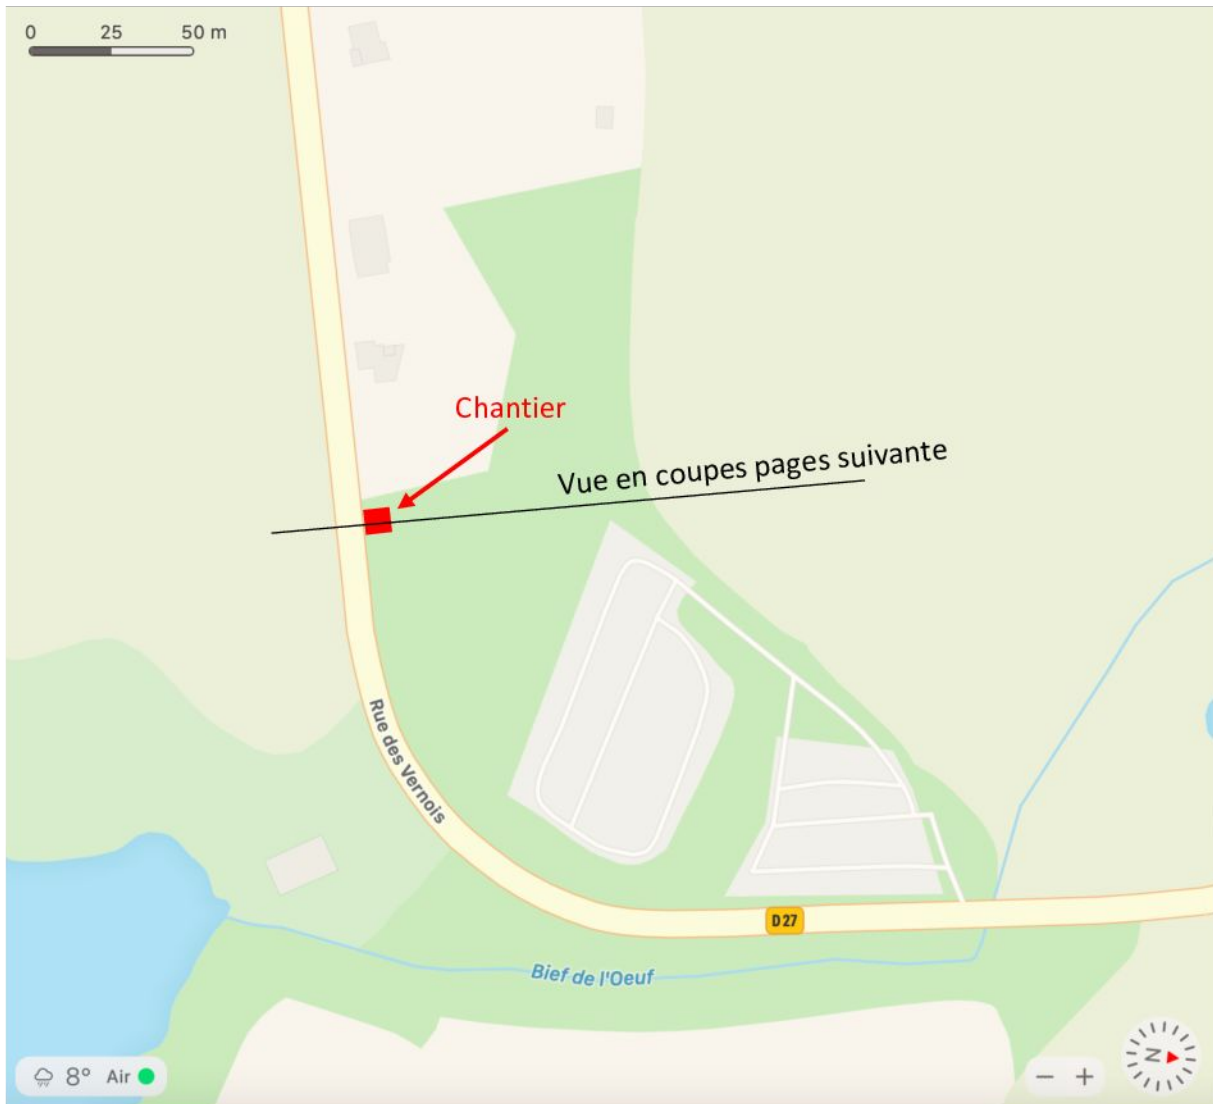 0 25 50 m
Chantier
Vue en coupes pages suivante
Rue des Vernois
D27
Bief de l'Oeuf
8° Air
− +
N